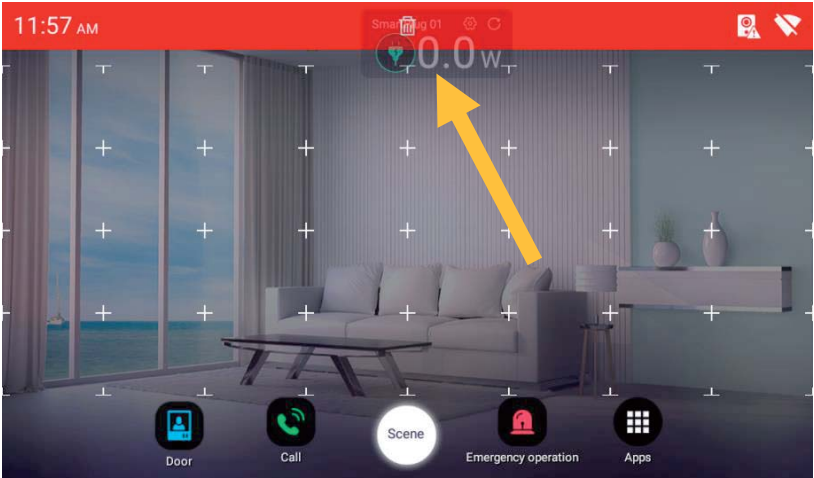 11:57 AM
Smart Plug 01
0.0 W
Scene
Door
Call
Emergency operation
Apps